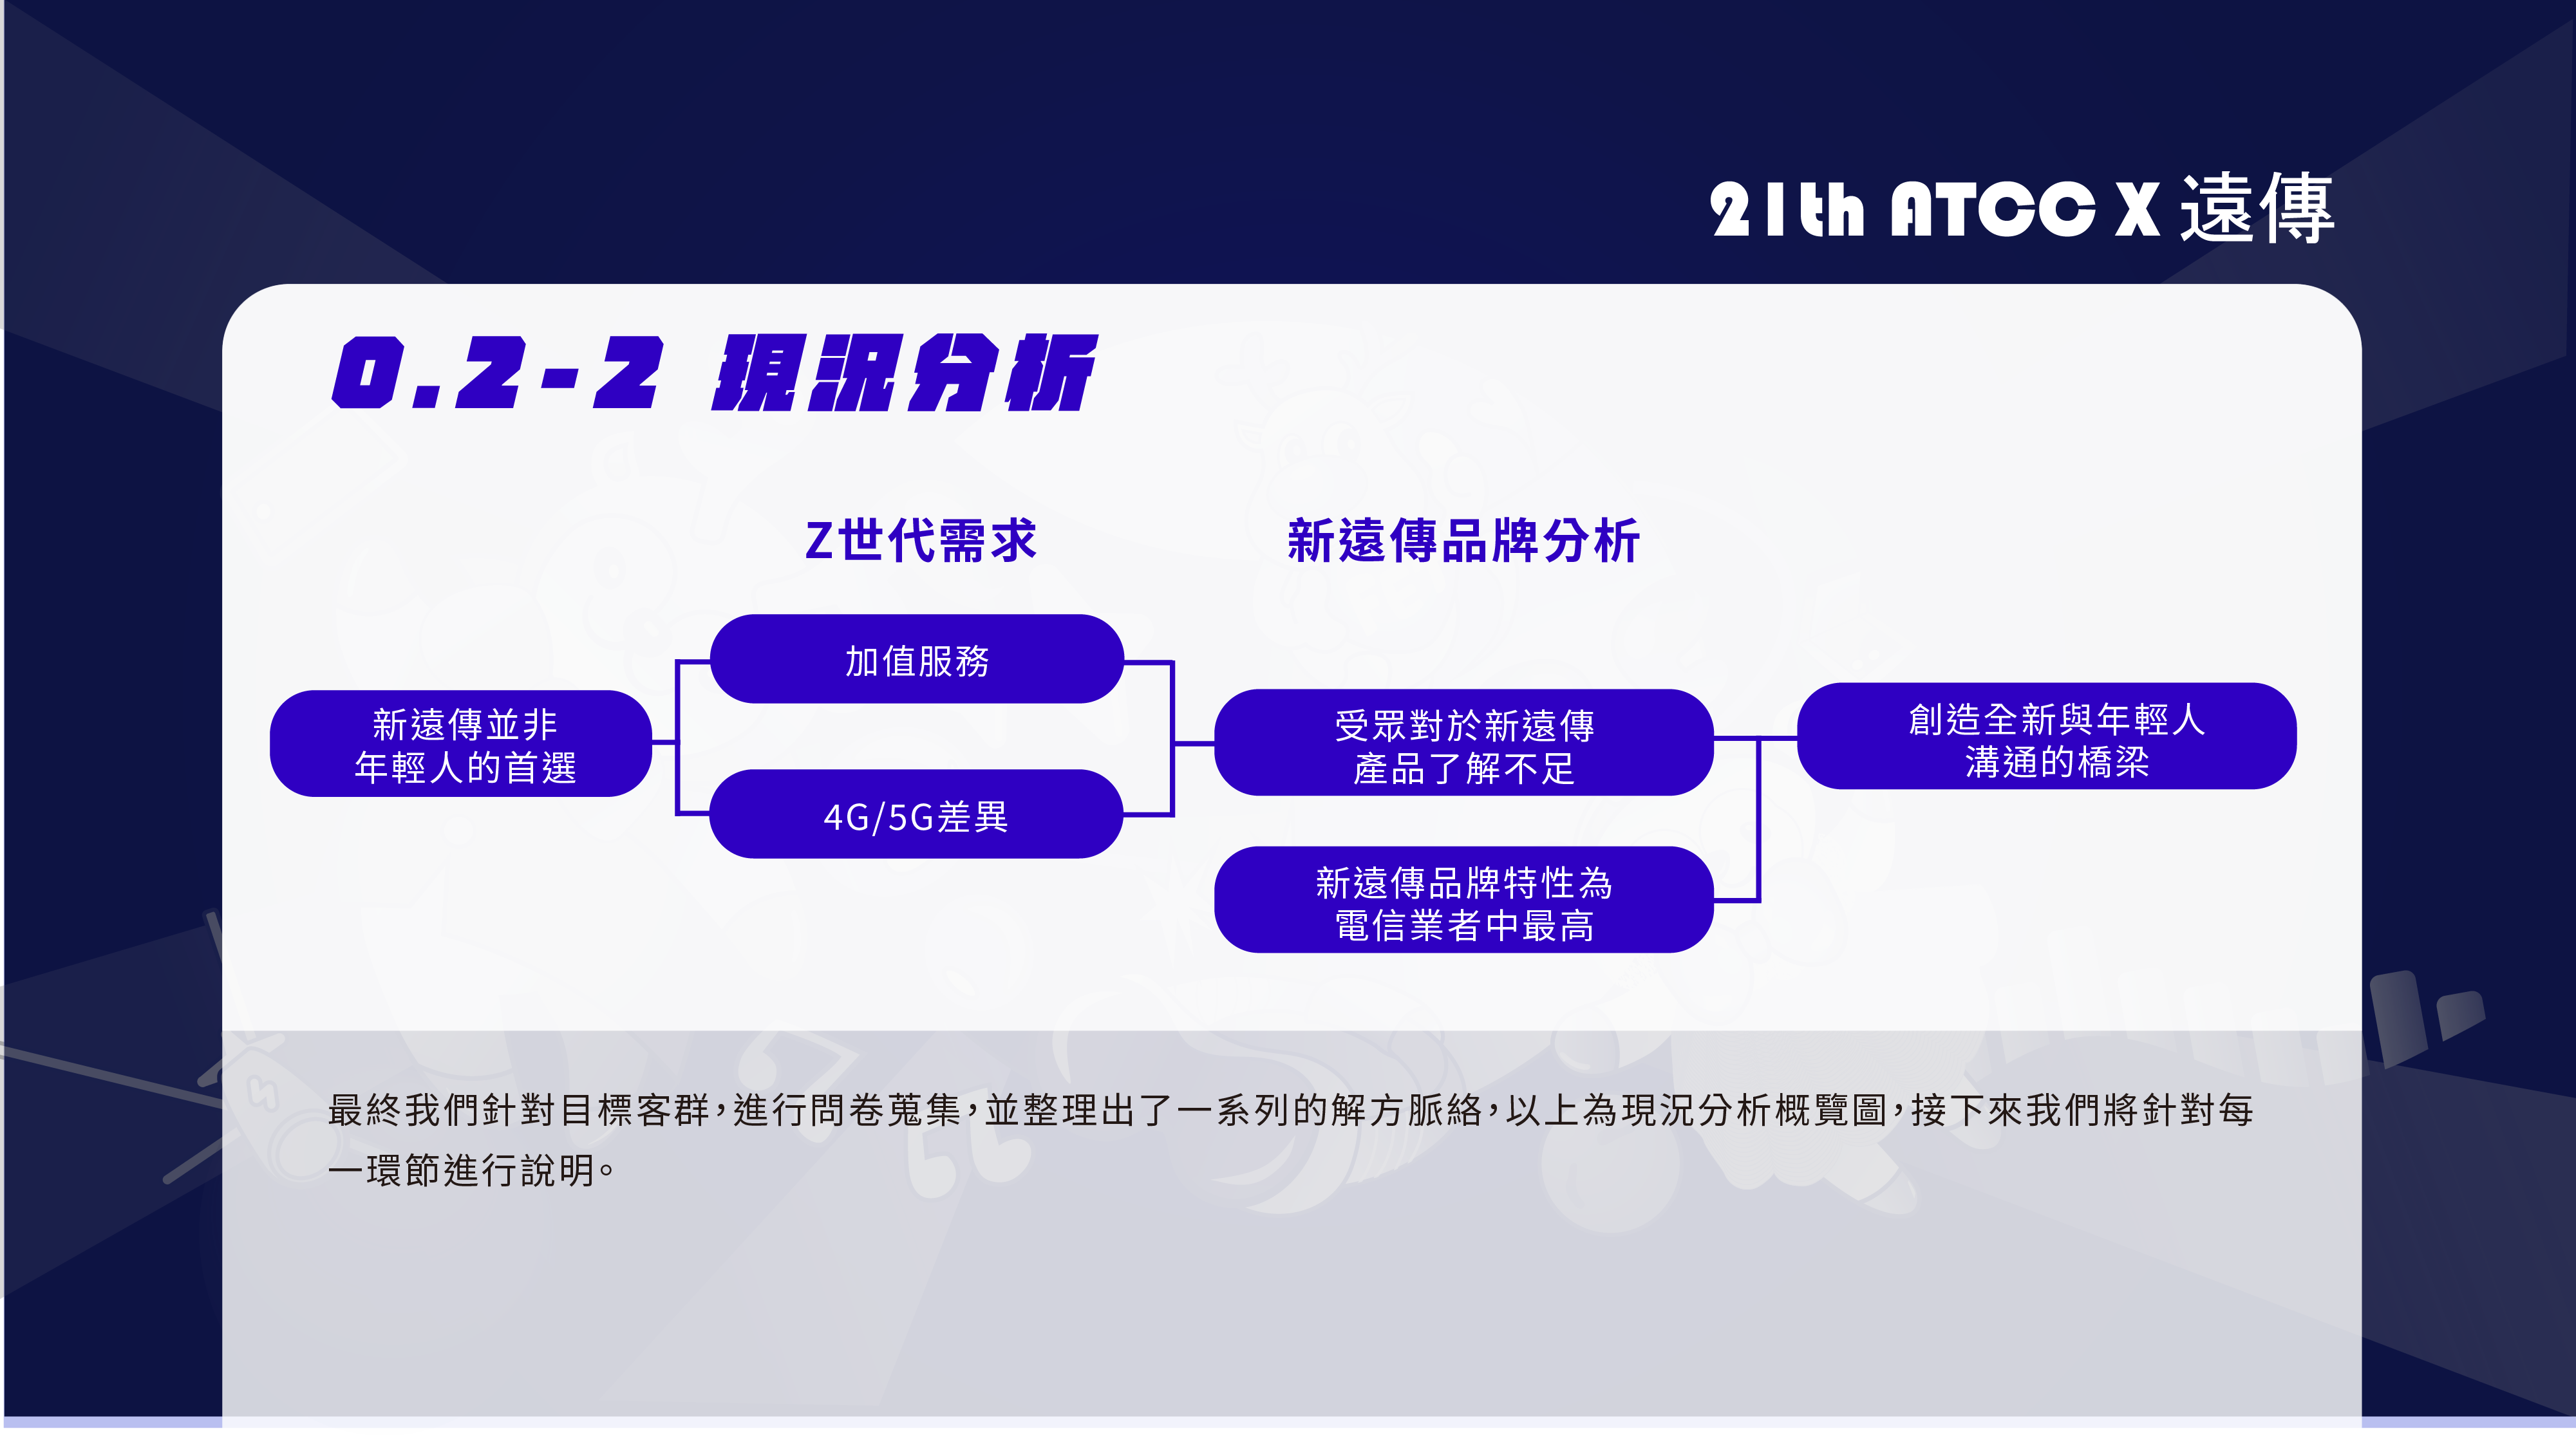 21th ATCC X 遠傳
0.2-2 現況分析
Z世代需求
新遠傳品牌分析
新遠傳並非
年輕人的首選
加值服務
4G/5G差異
受眾對於新遠傳
產品了解不足
新遠傳品牌特性為
電信業者中最高
創造全新與年輕人
溝通的橋梁
最終我們針對目標客群，進行問卷蒐集，並整理出了一系列的解方脈絡，以上為現況分析概覽圖，接下來我們將針對每
一環節進行說明。